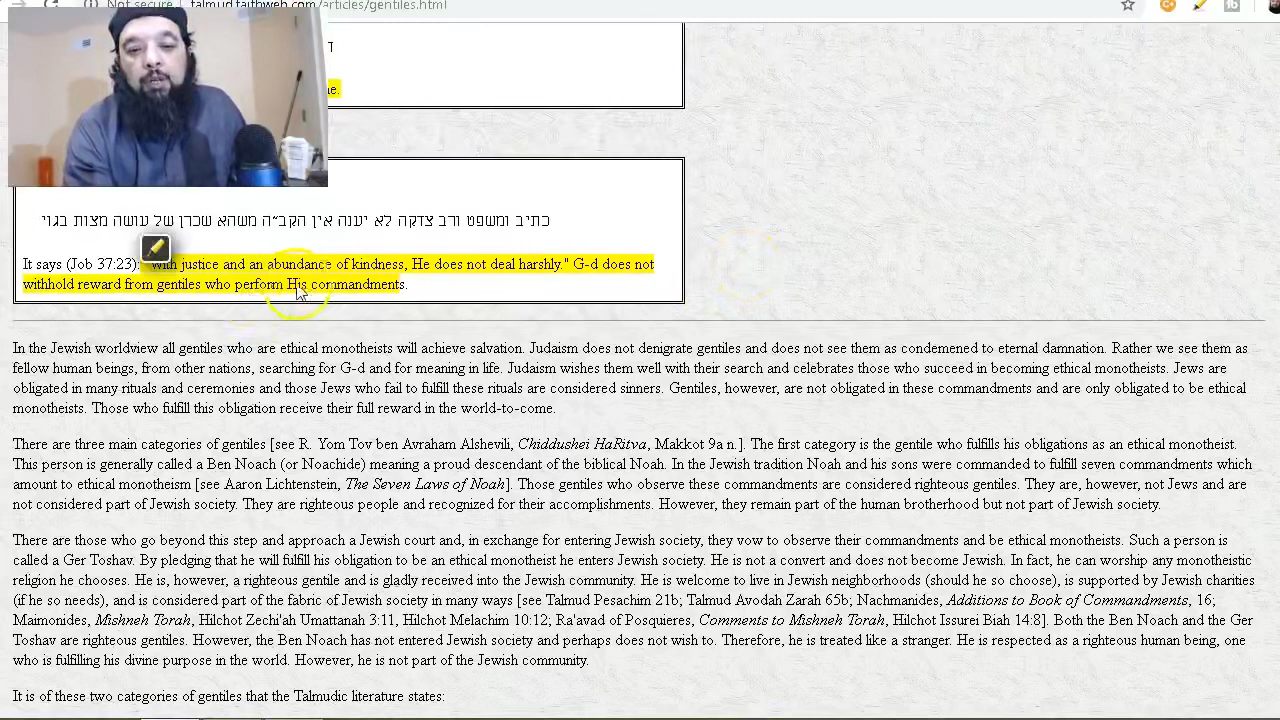 Not secure | talmud.faithweb.com/articles/gentiles.html
ד
ne.
כתיב ומשפט ורב צדקה לא יענה אין הקב״ה משהא שכרן של עושה מצות בגוי
It says (Job 37:23): "With justice and an abundance of kindness, He does not deal harshly." G-d does not
withhold reward from gentiles who perform His commandments.
In the Jewish worldview all gentiles who are ethical monotheists will achieve salvation. Judaism does not denigrate gentiles and does not see them as condemened to eternal damnation. Rather we see them as
fellow human beings, from other nations, searching for G-d and for meaning in life. Judaism wishes them well with their search and celebrates those who succeed in becoming ethical monotheists. Jews are
obligated in many rituals and ceremonies and those Jews who fail to fulfill these rituals are considered sinners. Gentiles, however, are not obligated in these commandments and are only obligated to be ethical
monotheists. Those who fulfill this obligation receive their full reward in the world-to-come.
There are three main categories of gentiles [see R. Yom Tov ben Avraham Alshevili, Chiddushei HaRitva, Makkot 9a n.]. The first category is the gentile who fulfills his obligations as an ethical monotheist.
This person is generally called a Ben Noach (or Noachide) meaning a proud descendant of the biblical Noah. In the Jewish tradition Noah and his sons were commanded to fulfill seven commandments which
amount to ethical monotheism [see Aaron Lichtenstein, The Seven Laws of Noah]. Those gentiles who observe these commandments are considered righteous gentiles. They are, however, not Jews and are
not considered part of Jewish society. They are righteous people and recognized for their accomplishments. However, they remain part of the human brotherhood but not part of Jewish society.
There are those who go beyond this step and approach a Jewish court and, in exchange for entering Jewish society, they vow to observe their commandments and be ethical monotheists. Such a person is
called a Ger Toshav. By pledging that he will fulfill his obligation to be an ethical monotheist he enters Jewish society. He is not a convert and does not become Jewish. In fact, he can worship any monotheistic
religion he chooses. He is, however, a righteous gentile and is gladly received into the Jewish community. He is welcome to live in Jewish neighborhoods (should he so choose), is supported by Jewish charities
(if he so needs), and is considered part of the fabric of Jewish society in many ways [see Talmud Pesachim 21b; Talmud Avodah Zarah 65b; Nachmanides, Additions to Book of Commandments, 16;
Maimonides, Mishneh Torah, Hilchot Zechi'ah Umattanah 3:11, Hilchot Melachim 10:12; Ra'avad of Posquieres, Comments to Mishneh Torah, Hilchot Issurei Biah 14:8]. Both the Ben Noach and the Ger
Toshav are righteous gentiles. However, the Ben Noach has not entered Jewish society and perhaps does not wish to. Therefore, he is treated like a stranger. He is respected as a righteous human being, one
who is fulfilling his divine purpose in the world. However, he is not part of the Jewish community.
It is of these two categories of gentiles that the Talmudic literature states: